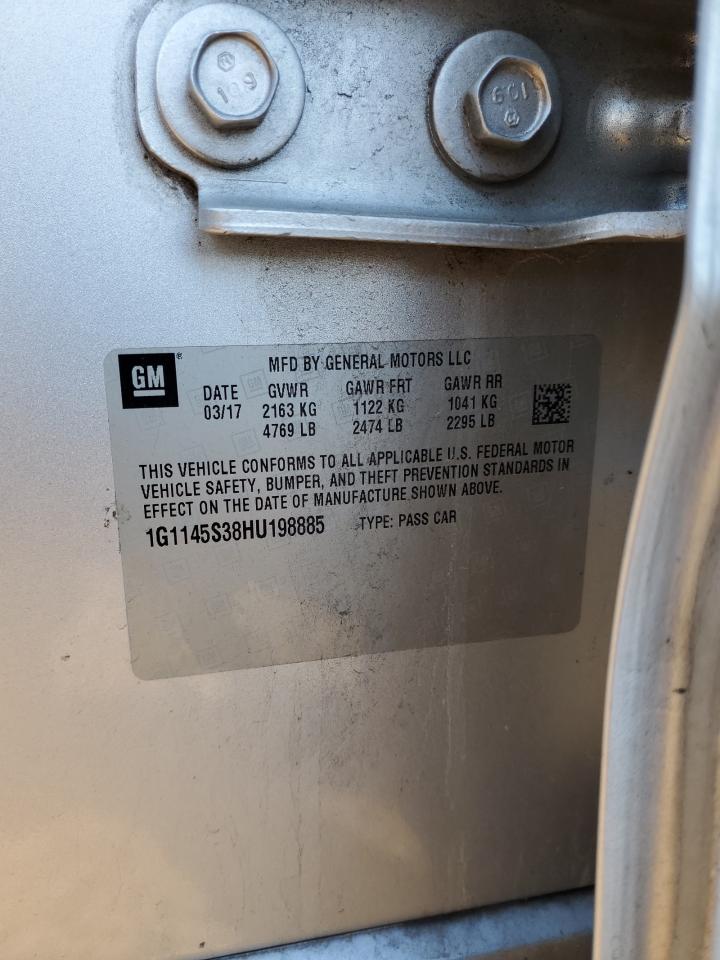 109
109
GM
MFD BY GENERAL MOTORS LLC
DATE GVWR GAWR FRT GAWR RR
03/17 2163 KG 1122 KG 1041 KG
4769 LB 2474 LB 2295 LB
THIS VEHICLE CONFORMS TO ALL APPLICABLE U.S. FEDERAL MOTOR
VEHICLE SAFETY, BUMPER, AND THEFT PREVENTION STANDARDS IN
EFFECT ON THE DATE OF MANUFACTURE SHOWN ABOVE.
1G1145S38HU198885 TYPE: PASS CAR